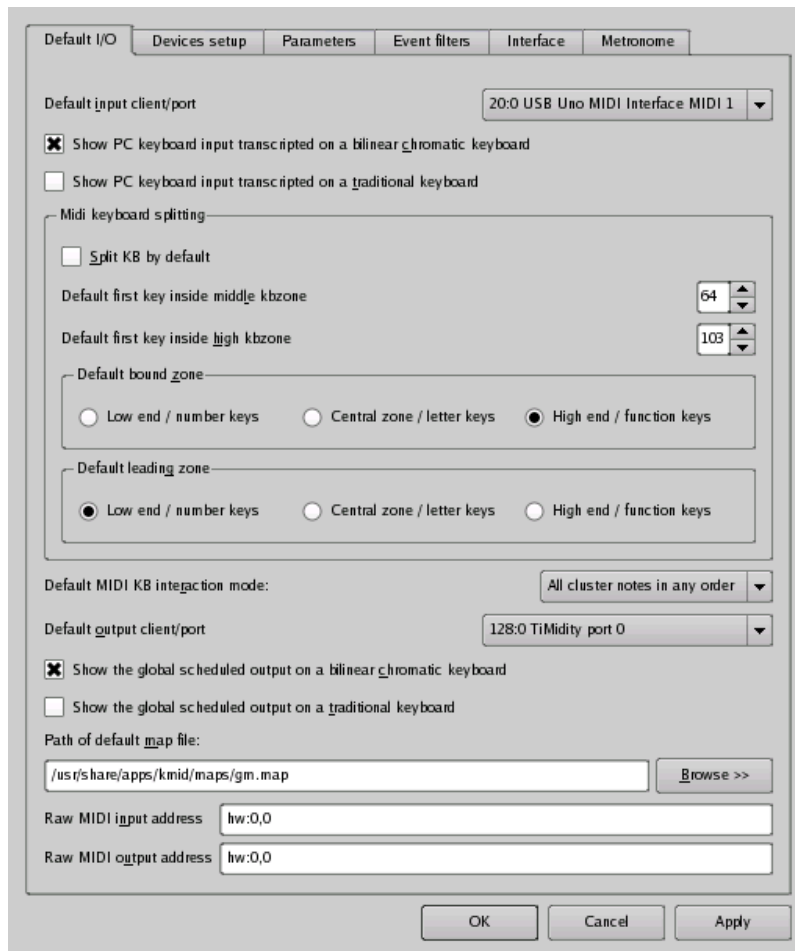 Default I/O Devices setup Parameters Event filters Interface Metronome
Default input client/port 20:0 USB Uno MIDI Interface MIDI 1
Show PC keyboard input transcripted on a bilinear chromatic keyboard
Show PC keyboard input transcripted on a traditional keyboard
Midi keyboard splitting
Split KB by default
Default first key inside middle kbzone 64
Default first key inside high kbzone 103
Default bound zone
Low end / number keys Central zone / letter keys High end / function keys
Default leading zone
Low end / number keys Central zone / letter keys High end / function keys
Default MIDI KB interaction mode: All cluster notes in any order
Default output client/port 128:0 TiMidity port 0
Show the global scheduled output on a bilinear chromatic keyboard
Show the global scheduled output on a traditional keyboard
Path of default map file:
/usr/share/apps/kmid/maps/gm.map Browse >>
Raw MIDI input address hw:0,0
Raw MIDI output address hw:0,0
OK Cancel Apply